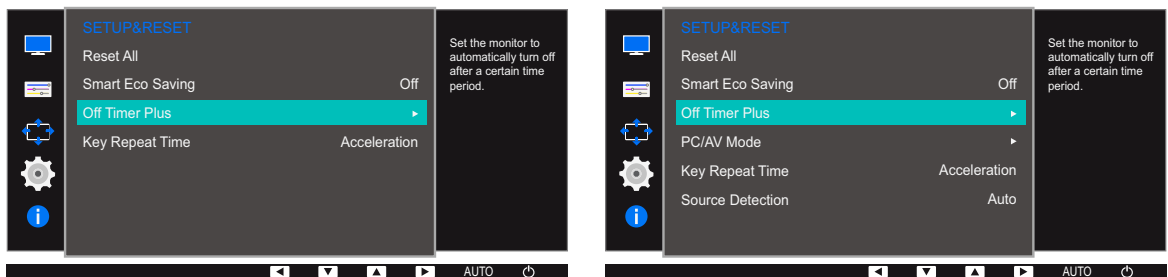 SETUP&RESET
Reset All
Smart Eco Saving Off
Off Timer Plus
Key Repeat Time Acceleration
Set the monitor to
automatically turn off
after a certain time
period.
AUTO
SETUP&RESET
Reset All
Smart Eco Saving Off
Off Timer Plus
PC/AV Mode
Key Repeat Time Acceleration
Source Detection Auto
Set the monitor to
automatically turn off
after a certain time
period.
AUTO